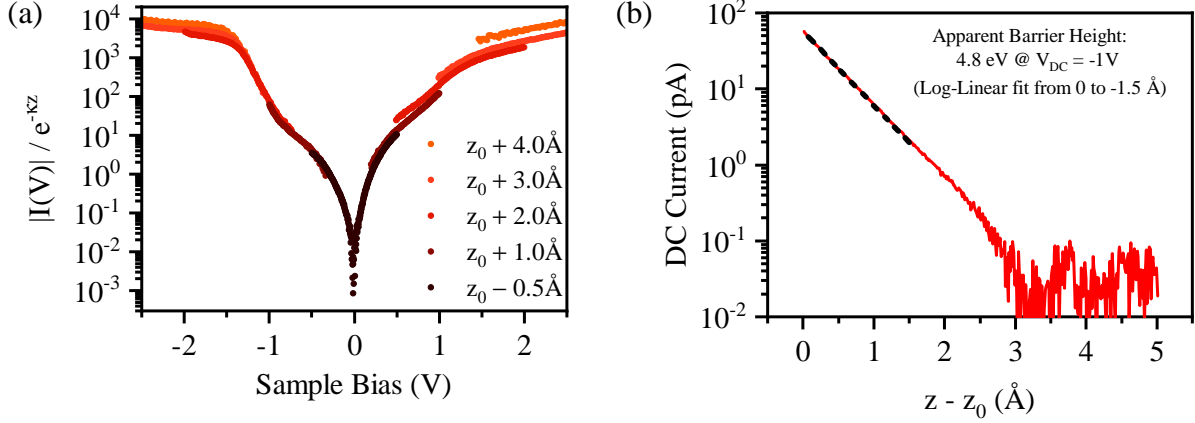 (a)
|I(V)| / e^-κz
10^4
10^3
10^2
10^1
10^0
10^-1
10^-2
10^-3
z0 + 4.0Å
z0 + 3.0Å
z0 + 2.0Å
z0 + 1.0Å
z0 − 0.5Å
-2 -1 0 1 2
Sample Bias (V)
(b)
DC Current (pA)
10^2
10^1
10^0
10^-1
10^-2
Apparent Barrier Height:
4.8 eV @ VDC = -1V
(Log-Linear fit from 0 to -1.5 Å)
0 1 2 3 4 5
z - z0 (Å)